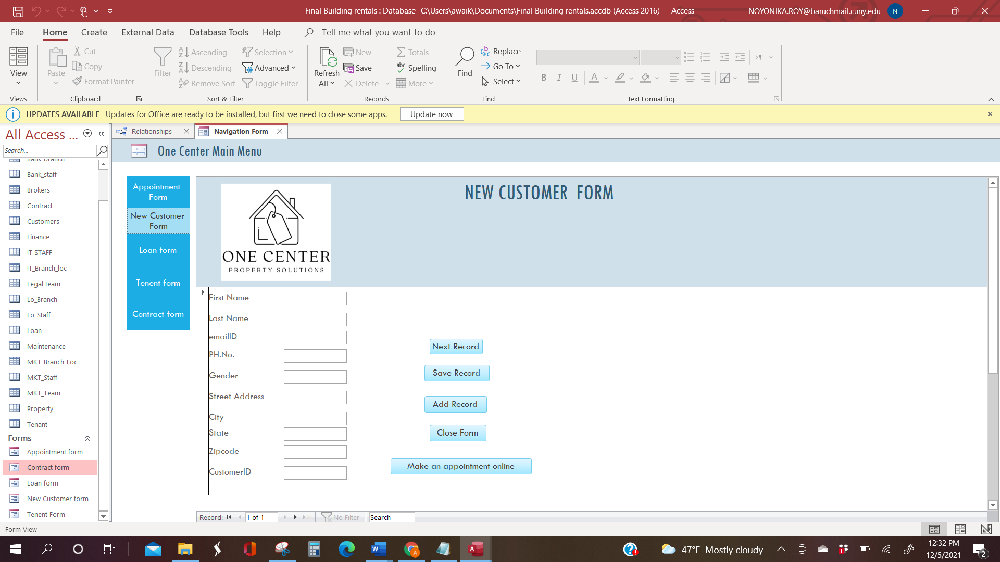 Final Building rentals : Database- C:\Users\awaik\Documents\Final Building rentals.accdb (Access 2016)  -  Access
NOYONIKA.ROY@baruchmail.cuny.edu
N
File
Home
Create
External Data
Database Tools
Help
Tell me what you want to do
View
Views
Paste
Cut
Copy
Format Painter
Clipboard
Filter
Ascending
Descending
Remove Sort
Selection
Advanced
Toggle Filter
Sort & Filter
Refresh
All
New
Save
Delete
Totals
Spelling
More
Records
Find
Replace
Go To
Select
Find
B I U A
Text Formatting
UPDATES AVAILABLE
Updates for Office are ready to be installed, but first we need to close some apps.
Update now
All Access ...
Search...
Bank_branch
Bank_staff
Brokers
Contract
Customers
Finance
IT STAFF
IT_Branch_loc
Legal team
Lo_Branch
Lo_Staff
Loan
Maintenance
MKT_Branch_Loc
MKT_Staff
MKT_Team
Property
Tenant
Forms
Appointment form
Contract form
Loan form
New Customer form
Tenent Form
Relationships
Navigation Form
One Center Main Menu
Appointment
Form
New Customer
Form
Loan form
Tenent form
Contract form
ONE CENTER
PROPERTY SOLUTIONS
NEW CUSTOMER  FORM
First Name
Last Name
emailID
PH.No.
Gender
Street Address
City
State
Zipcode
CustomerID
Next Record
Save Record
Add Record
Close Form
Make an appointment online
Record:
1 of 1
No Filter
Search
Form View
47°F  Mostly cloudy
12:32 PM
12/5/2021
2